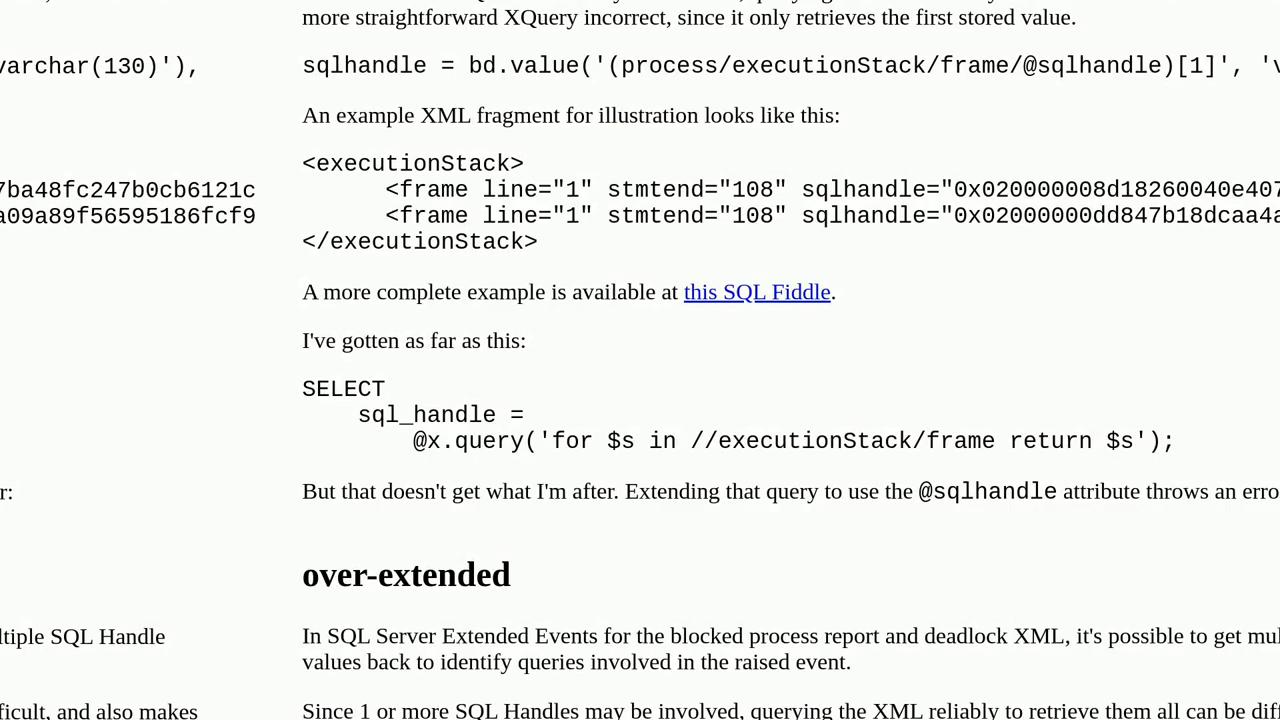 varchar(130)'),
7ba48fc247b0cb6121c
a09a89f56595186fcf9
r:
ltiple SQL Handle
ficult, and also makes
more straightforward XQuery incorrect, since it only retrieves the first stored value.
sqlhandle = bd.value('(process/executionStack/frame/@sqlhandle)[1]', 'v
An example XML fragment for illustration looks like this:
<executionStack>
<frame line="1" stmtend="108" sqlhandle="0x020000008d18260040e407
<frame line="1" stmtend="108" sqlhandle="0x02000000dd847b18dcaa4a
</executionStack>
A more complete example is available at this SQL Fiddle.
I've gotten as far as this:
SELECT
sql_handle =
@x.query('for $s in //executionStack/frame return $s');
But that doesn't get what I'm after. Extending that query to use the @sqlhandle attribute throws an erro
over-extended
In SQL Server Extended Events for the blocked process report and deadlock XML, it's possible to get mul
values back to identify queries involved in the raised event.
Since 1 or more SQL Handles may be involved, querying the XML reliably to retrieve them all can be dif